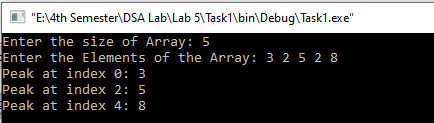 "E:\4th Semester\DSA Lab\Lab 5\Task1\bin\Debug\Task1.exe"
Enter the size of Array: 5
Enter the Elements of the Array: 3 2 5 2 8
Peak at index 0: 3
Peak at index 2: 5
Peak at index 4: 8